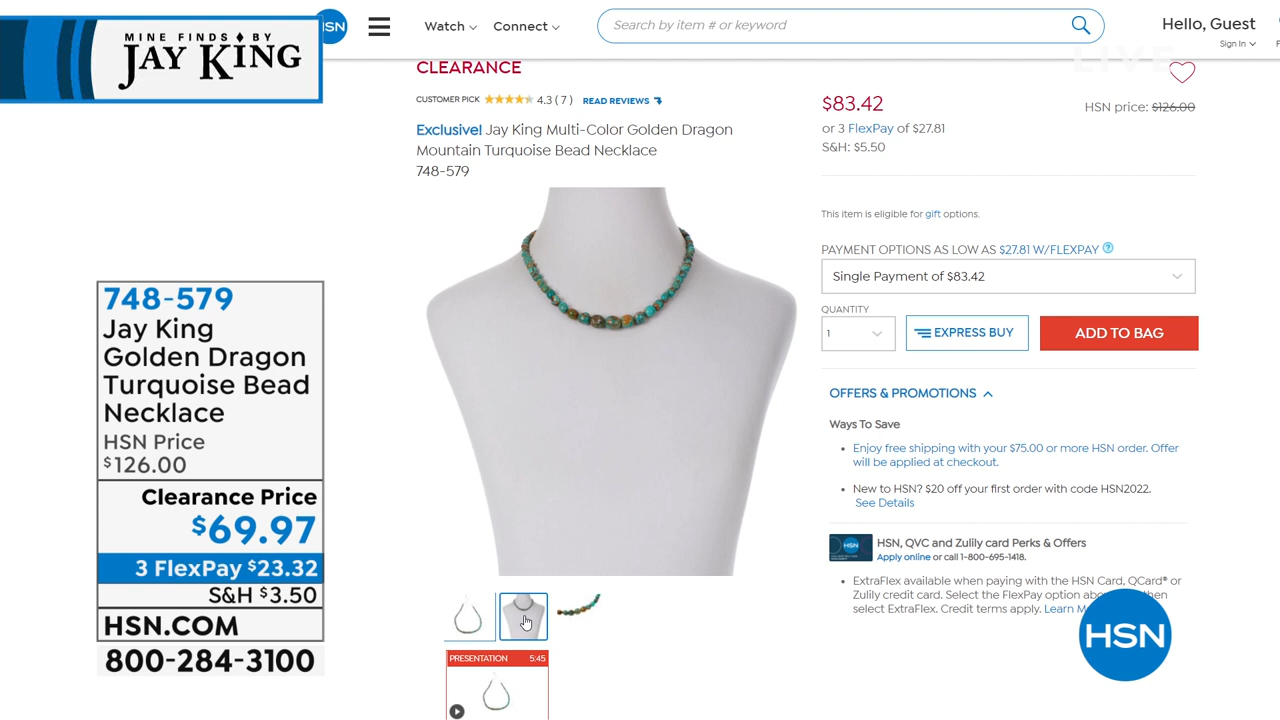 MINE FINDS BY
JAY KING
HSN
Watch
Connect
Search by item # or keyword
Hello, Guest
Sign In
LIVE
CLEARANCE
CUSTOMER PICK
4.3 ( 7 )
READ REVIEWS
Exclusive! Jay King Multi-Color Golden Dragon
Mountain Turquoise Bead Necklace
748-579
$83.42
HSN price: $126.00
or 3 FlexPay of $27.81
S&H: $5.50
This item is eligible for gift options.
PAYMENT OPTIONS AS LOW AS $27.81 W/FLEXPAY ?
Single Payment of $83.42
QUANTITY
1
EXPRESS BUY
ADD TO BAG
OFFERS & PROMOTIONS
Ways To Save
Enjoy free shipping with your $75.00 or more HSN order. Offer
will be applied at checkout.
New to HSN? $20 off your first order with code HSN2022.
See Details
HSN
HSN, QVC and Zulily card Perks & Offers
Apply online or call 1-800-695-1418.
ExtraFlex available when paying with the HSN Card, QCard® or
Zulily credit card. Select the FlexPay option then
select ExtraFlex. Credit terms apply. Learn
748-579
Jay King
Golden Dragon
Turquoise Bead
Necklace
HSN Price
$126.00
Clearance Price
$69.97
3 FlexPay $23.32
S&H $3.50
HSN.COM
800-284-3100
PRESENTATION 5:45
HSN